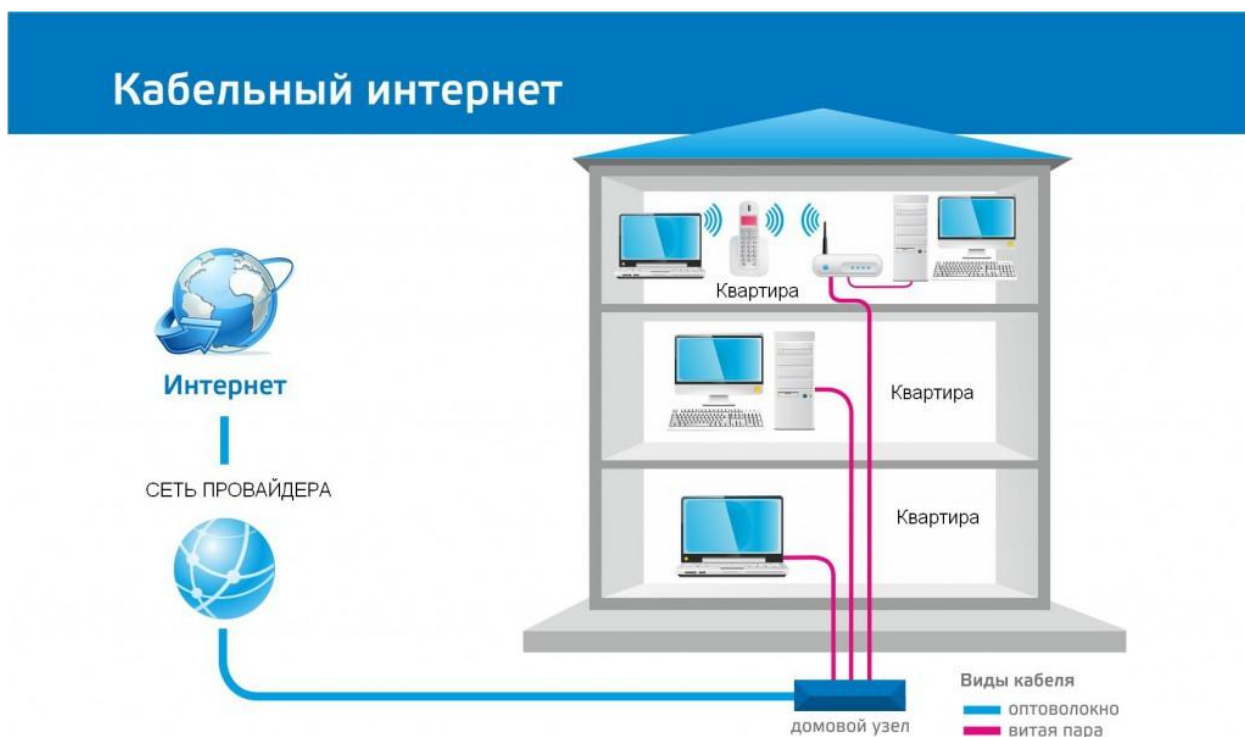 Кабельный интернет
Квартира
Интернет
Квартира
СЕТЬ ПРОВАЙДЕРА
Квартира
домовой узел
Виды кабеля
оптоволокно
витая пара